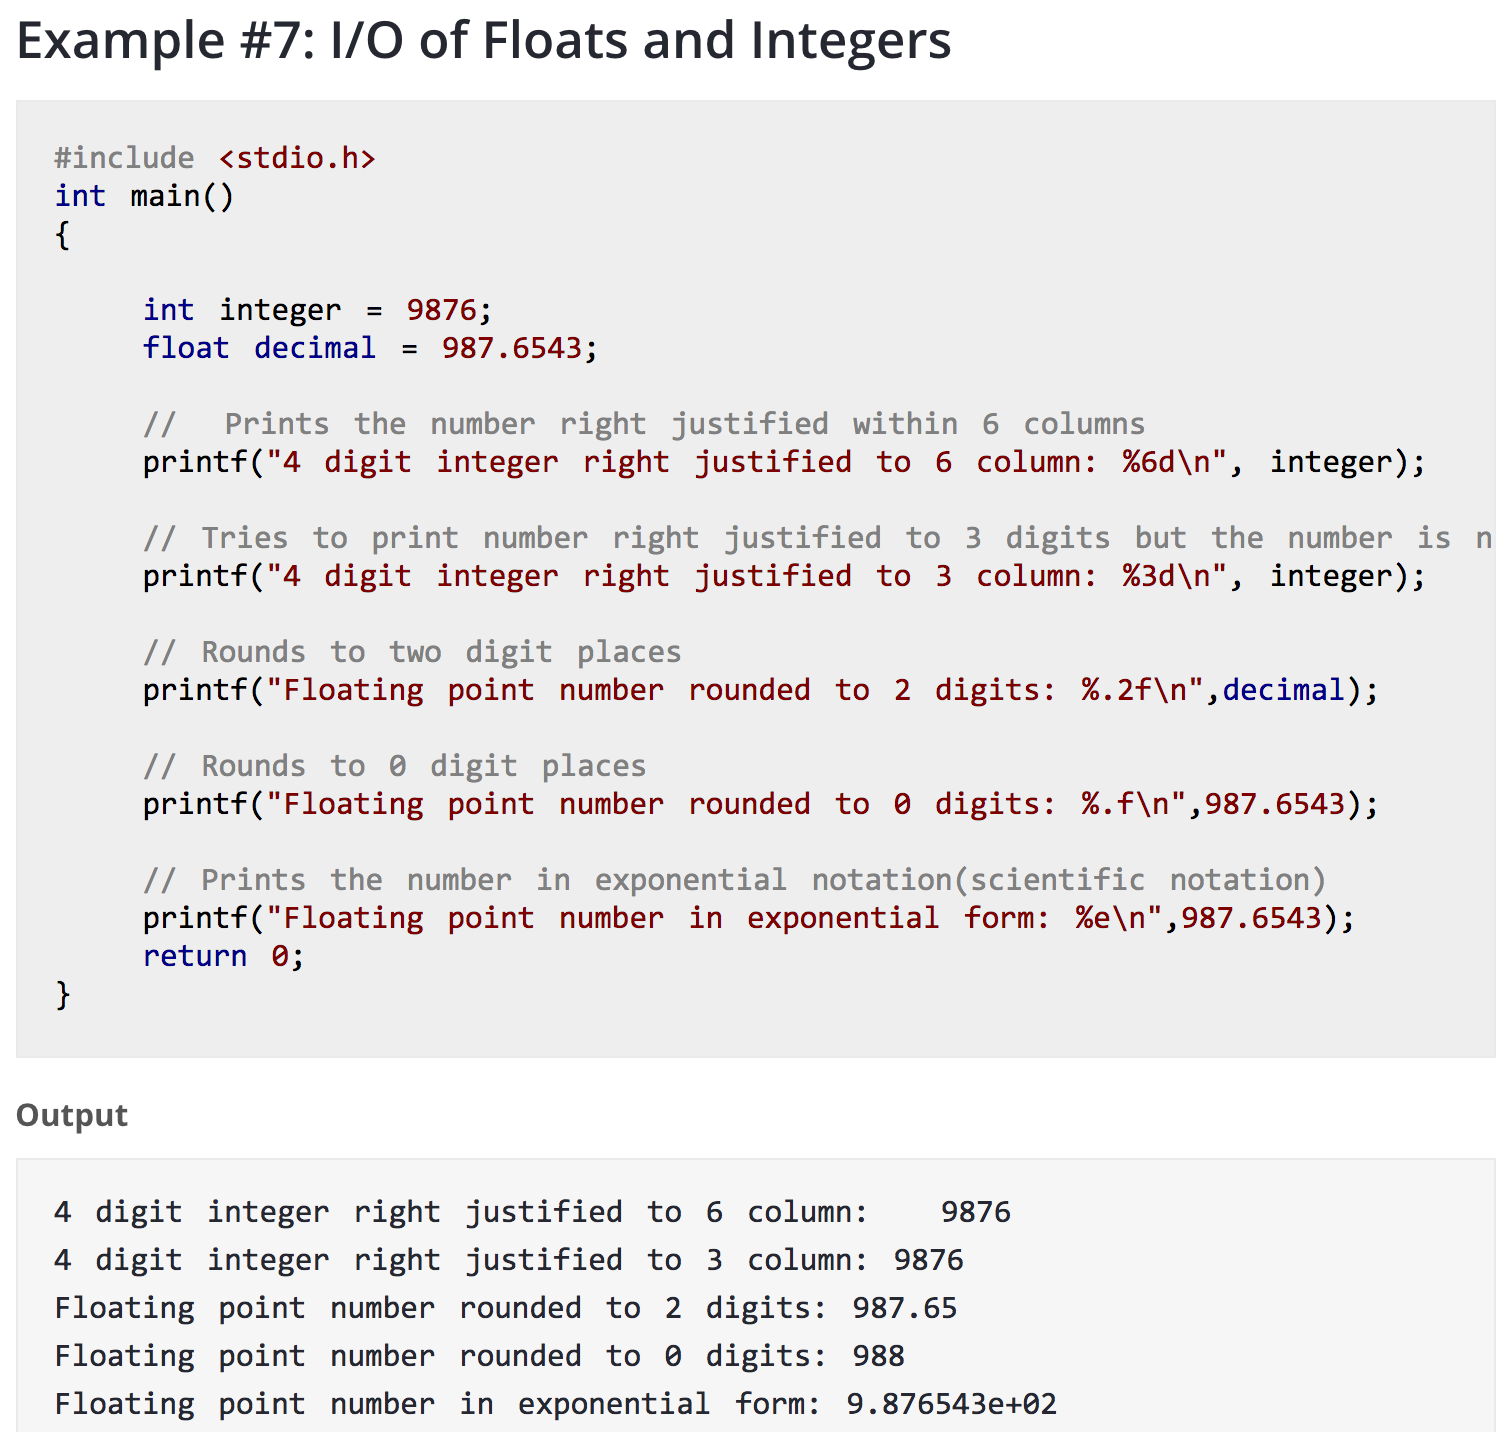 Example #7: I/O of Floats and Integers
#include <stdio.h>
int main()
{
int integer = 9876;
float decimal = 987.6543;
// Prints the number right justified within 6 columns
printf("4 digit integer right justified to 6 column: %6d\n", integer);
// Tries to print number right justified to 3 digits but the number is n
printf("4 digit integer right justified to 3 column: %3d\n", integer);
// Rounds to two digit places
printf("Floating point number rounded to 2 digits: %.2f\n",decimal);
// Rounds to 0 digit places
printf("Floating point number rounded to 0 digits: %.f\n",987.6543);
// Prints the number in exponential notation(scientific notation)
printf("Floating point number in exponential form: %e\n",987.6543);
return 0;
}
Output
4 digit integer right justified to 6 column:   9876
4 digit integer right justified to 3 column: 9876
Floating point number rounded to 2 digits: 987.65
Floating point number rounded to 0 digits: 988
Floating point number in exponential form: 9.876543e+02